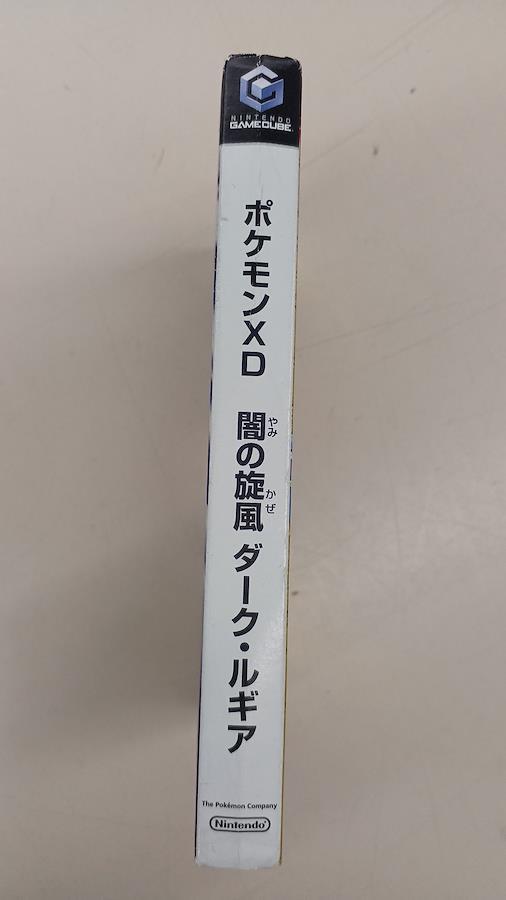 NINTENDO
GAMECUBE
ポケモンXD 闇の旋風 ダーク・ルギア
やみ
かぜ
The Pokémon Company
Nintendo